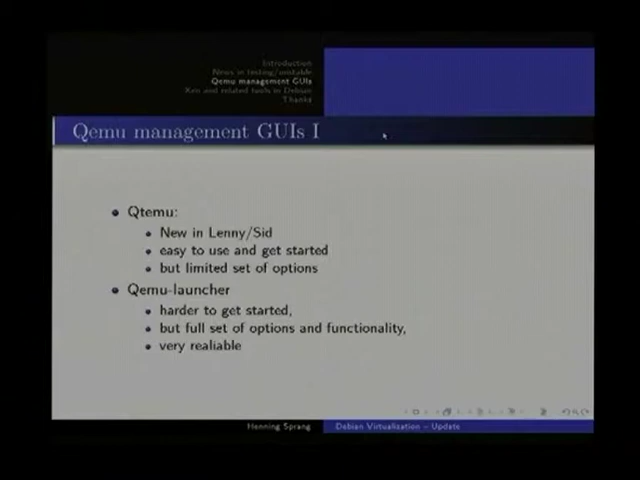 Introduction
News in testing/unstable
Qemu management GUIs
Xen and related tools in Debian
Thanks
Qemu management GUIs I
Qtemu:
New in Lenny/Sid
easy to use and get started
but limited set of options
Qemu-launcher
harder to get started,
but full set of options and functionality,
very realiable
Henning Sprang
Debian Virtualization – Update